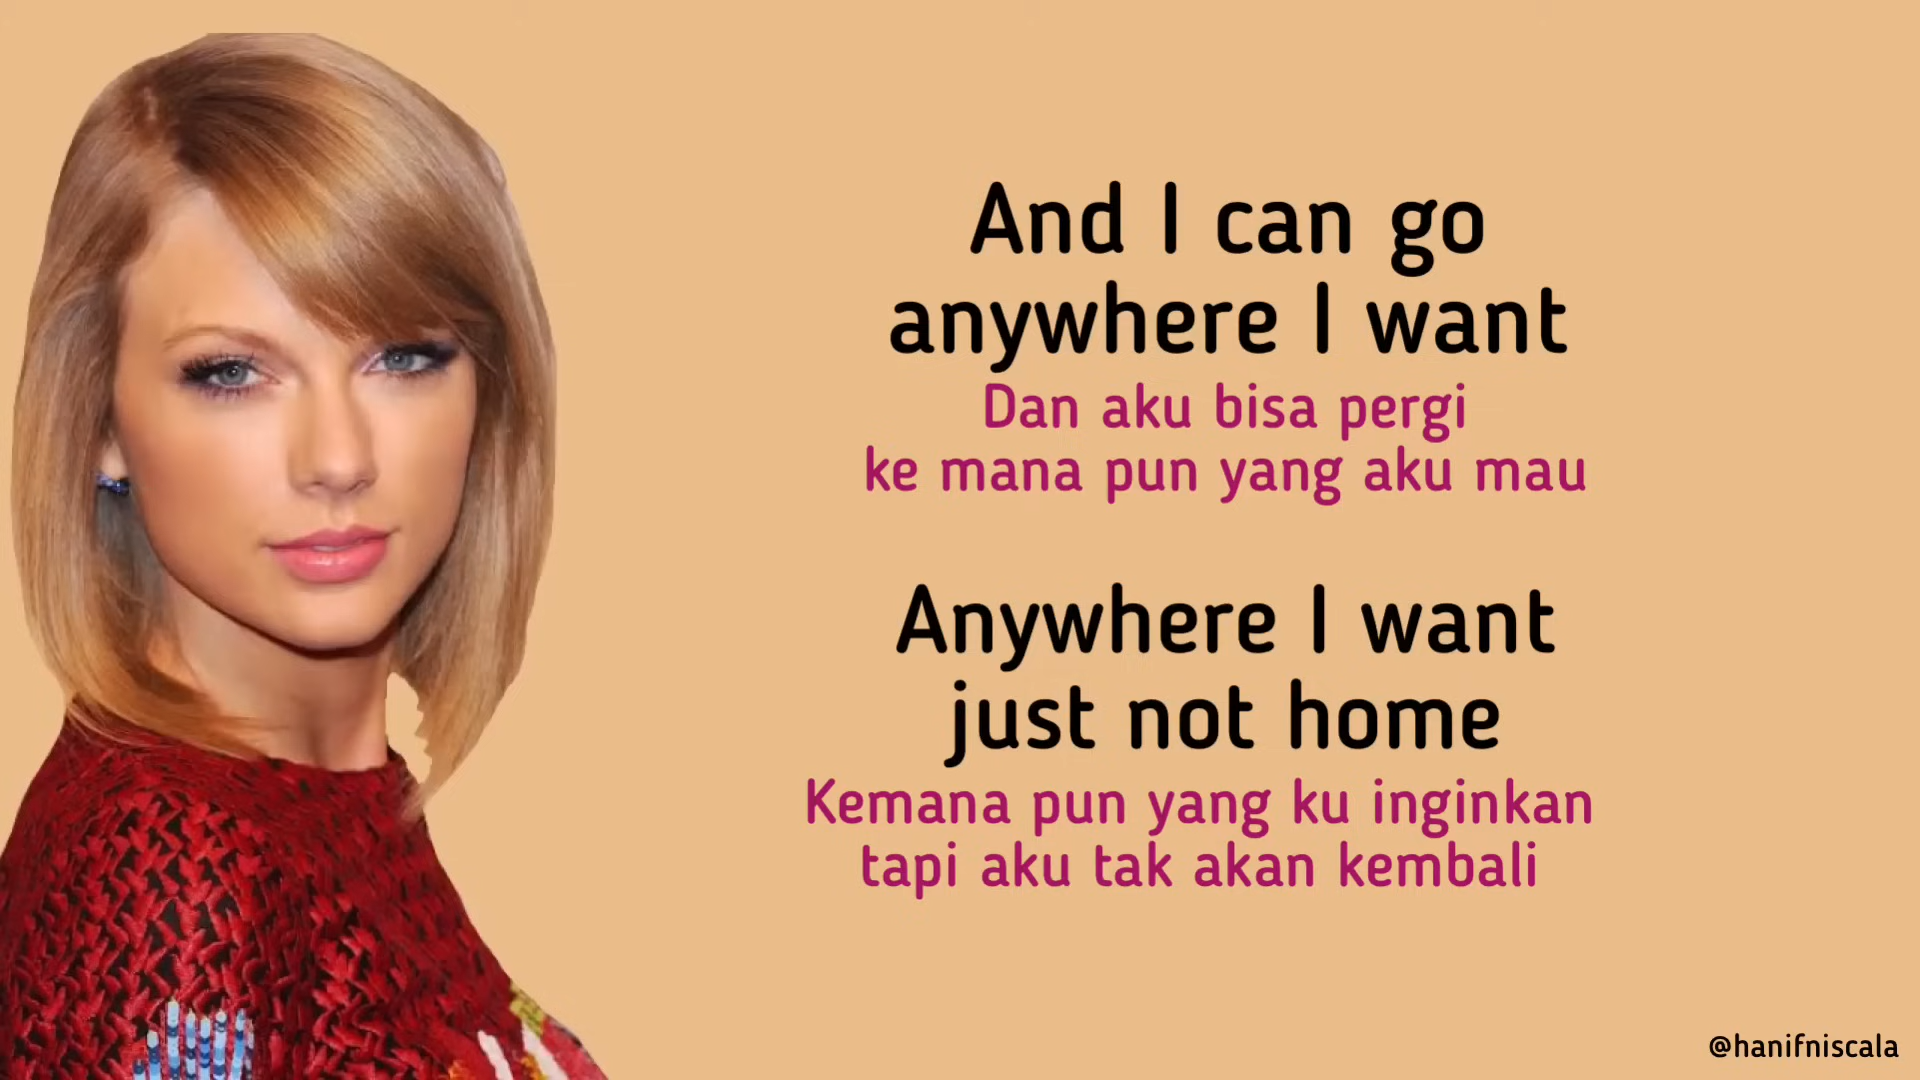 And I can go
anywhere I want
Dan aku bisa pergi
ke mana pun yang aku mau
Anywhere I want
just not home
Kemana pun yang ku inginkan
tapi aku tak akan kembali
@hanifniscala